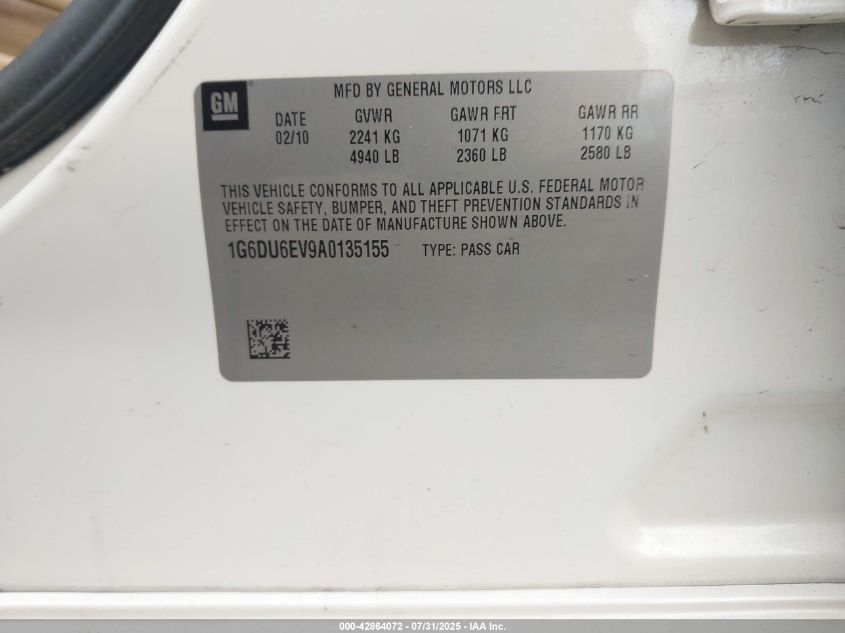 GM
MFD BY GENERAL MOTORS LLC
DATE GVWR GAWR FRT GAWR RR
02/10 2241 KG 1071 KG 1170 KG
4940 LB 2360 LB 2580 LB
THIS VEHICLE CONFORMS TO ALL APPLICABLE U.S. FEDERAL MOTOR
VEHICLE SAFETY, BUMPER, AND THEFT PREVENTION STANDARDS IN
EFFECT ON THE DATE OF MANUFACTURE SHOWN ABOVE.
1G6DU6EV9A0135155 TYPE: PASS CAR
000-42864072 - 07/31/2025 - IAA Inc.